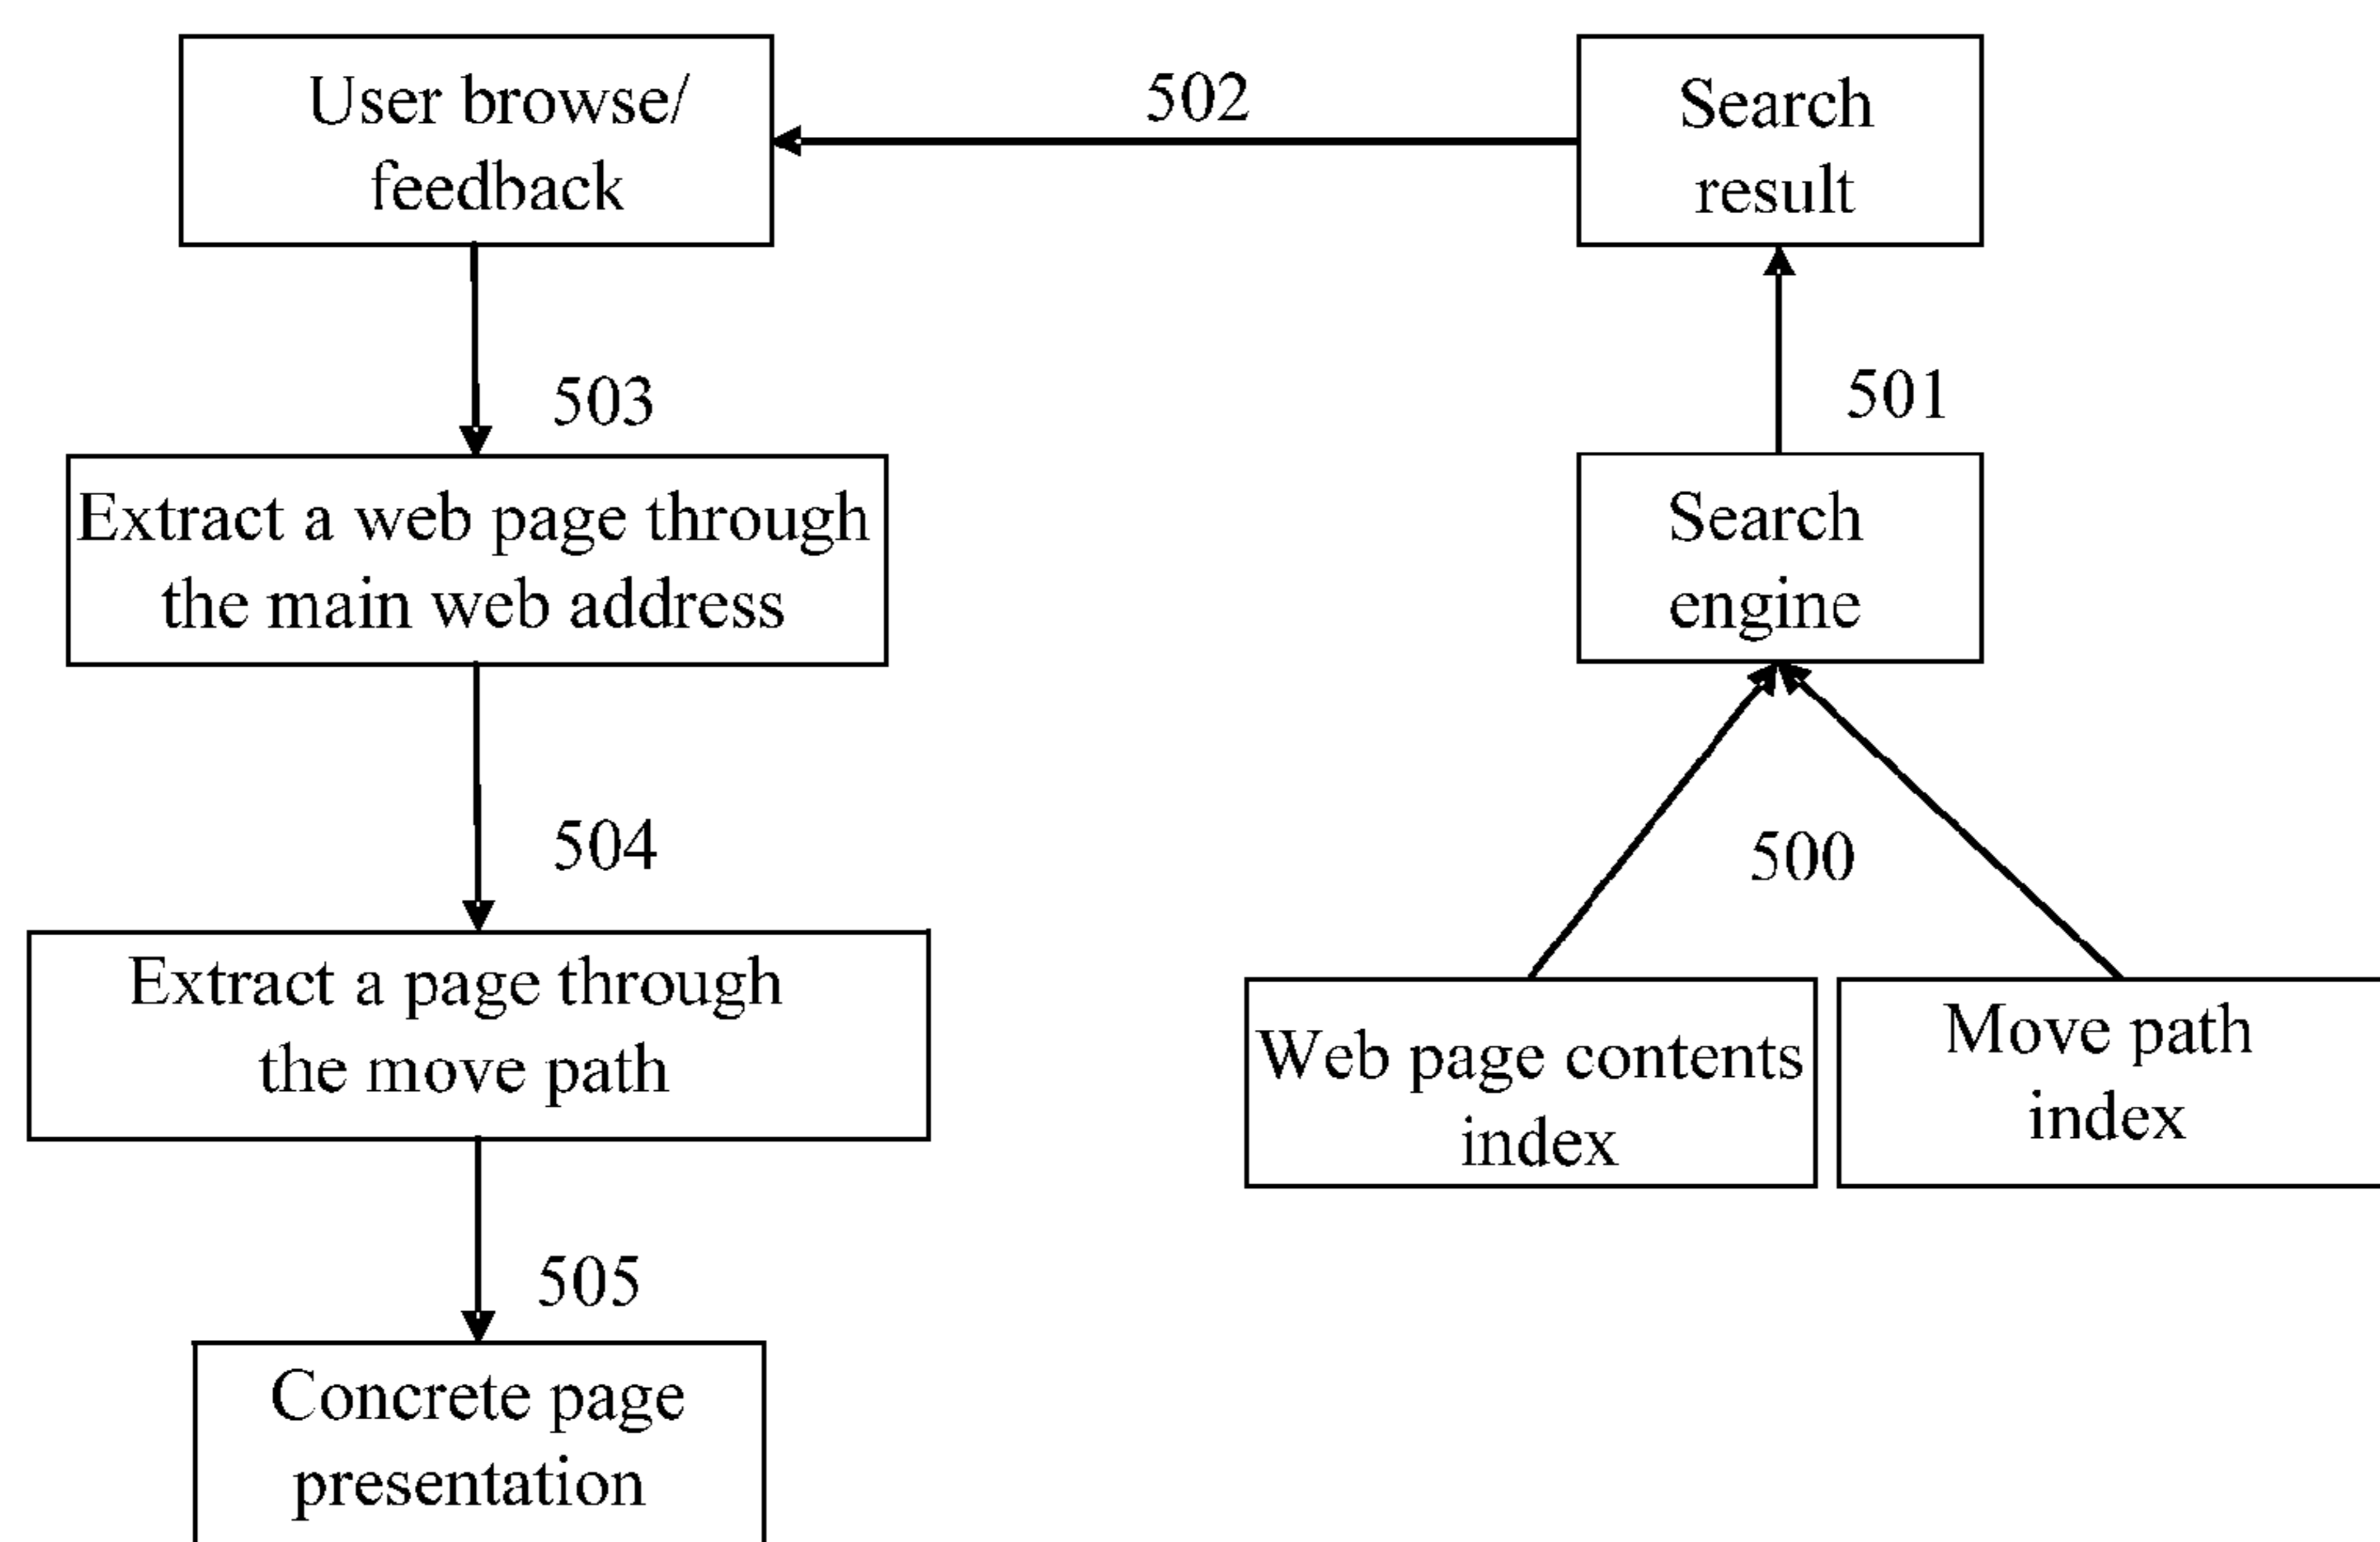 User browse/
feedback
502
Search
result
503
501
Extract a web page through
the main web address
Search
engine
504
500
Extract a page through
the move path
Web page contents
index
Move path
index
505
Concrete page
presentation